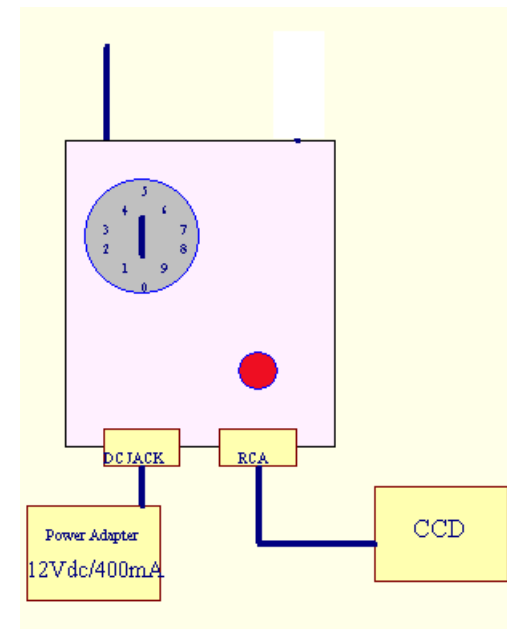 5
4 6
3 7
2 8
1 9
0
DC JACK RCA
CCD
Power Adapter
12Vdc/400mA